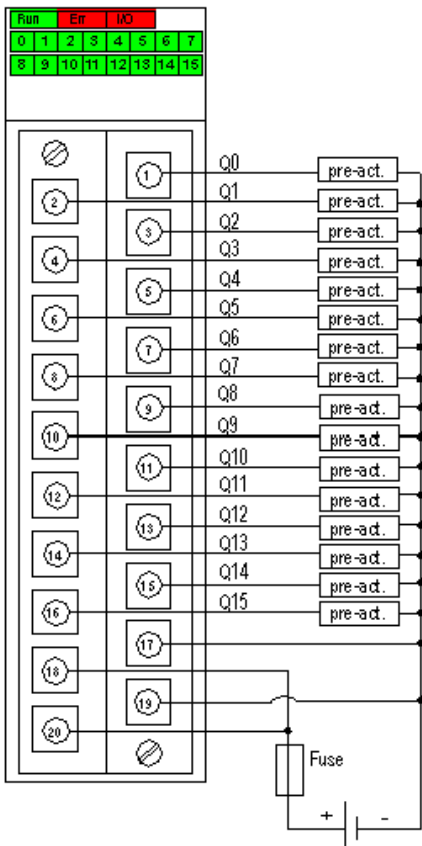 Run Err I/O
0 1 2 3 4 5 6 7
8 9 10 11 12 13 14 15
1 Q0 pre-act.
2 Q1 pre-act.
3 Q2 pre-act.
4 Q3 pre-act.
5 Q4 pre-act.
6 Q5 pre-act.
7 Q6 pre-act.
8 Q7 pre-act.
9 Q8 pre-act.
10 Q9 pre-act.
11 Q10 pre-act.
12 Q11 pre-act.
13 Q12 pre-act.
14 Q13 pre-act.
15 Q14 pre-act.
16 Q15 pre-act.
17
18
19
20
Fuse
+ -